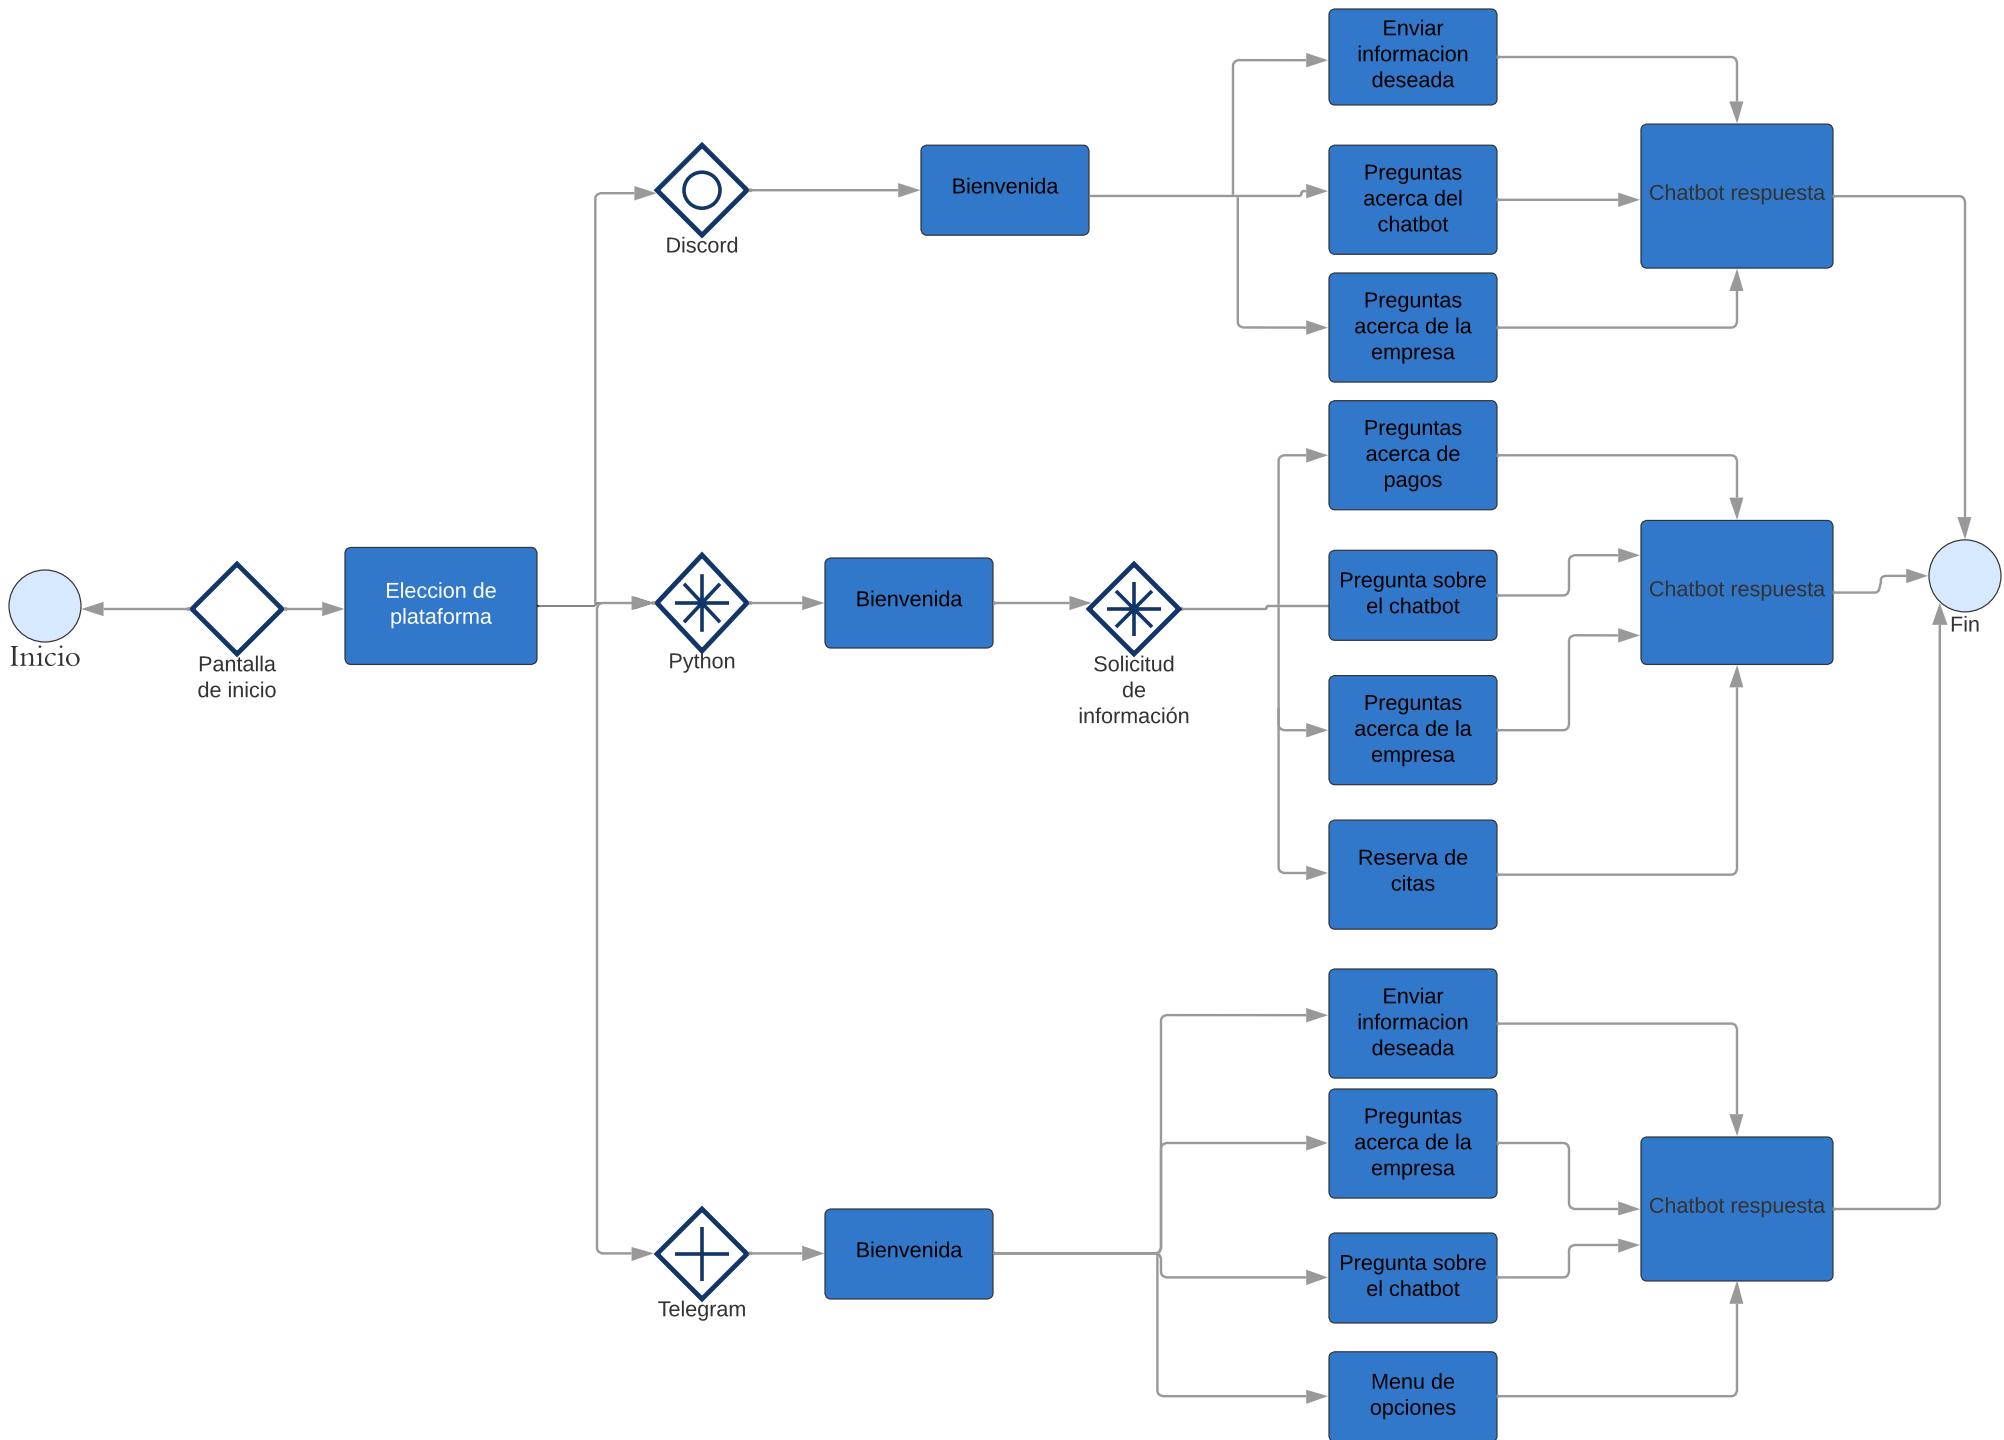 Inicio
Pantalla
de inicio
Eleccion de
plataforma
Discord
Bienvenida
Enviar
informacion
deseada
Preguntas
acerca del
chatbot
Preguntas
acerca de la
empresa
Chatbot respuesta
Python
Bienvenida
Solicitud
de
información
Preguntas
acerca de
pagos
Pregunta sobre
el chatbot
Preguntas
acerca de la
empresa
Reserva de
citas
Chatbot respuesta
Telegram
Bienvenida
Enviar
informacion
deseada
Preguntas
acerca de la
empresa
Pregunta sobre
el chatbot
Menu de
opciones
Chatbot respuesta
Fin